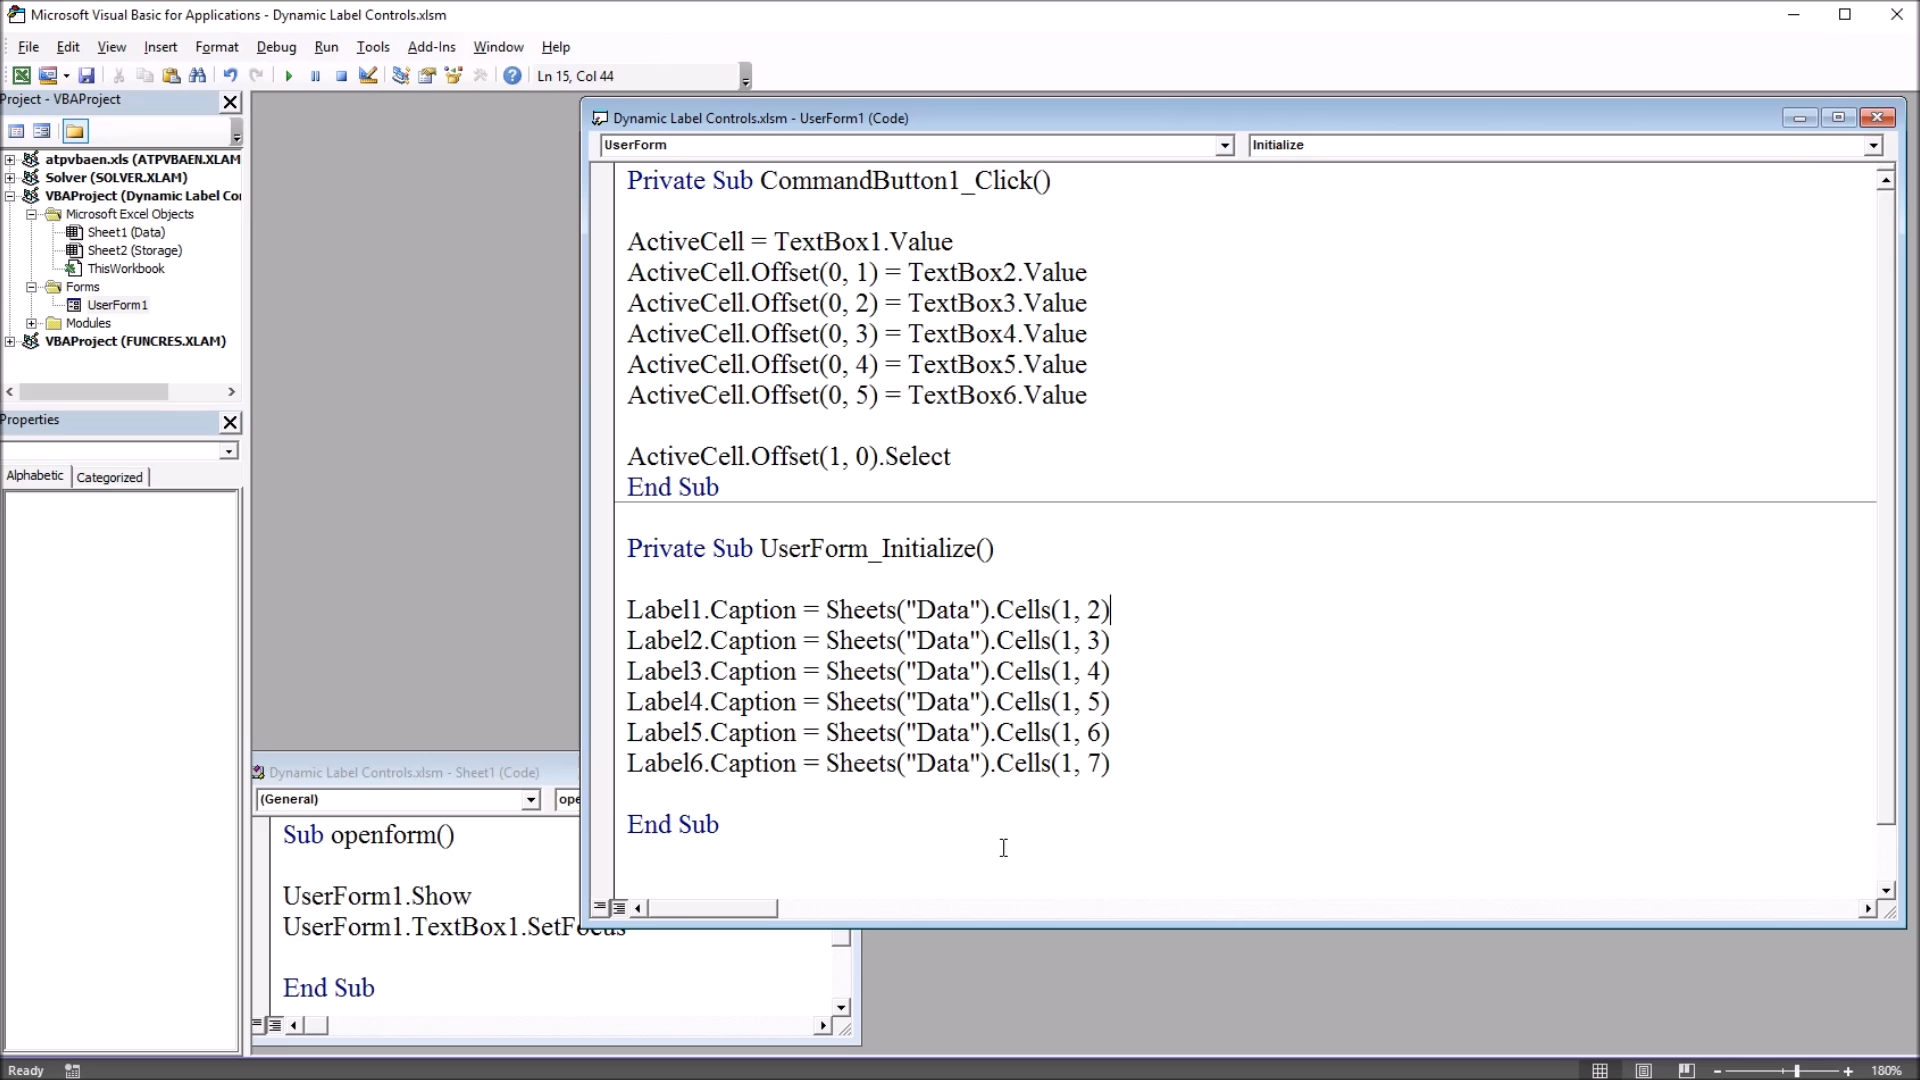 Microsoft Visual Basic for Applications - Dynamic Label Controls.xlsm
File Edit View Insert Format Debug Run Tools Add-Ins Window Help
Ln 15, Col 44
Project - VBAProject
atpvbaen.xls (ATPVBAEN.XLAM
Solver (SOLVER.XLAM)
VBAProject (Dynamic Label Co
Microsoft Excel Objects
Sheet1 (Data)
Sheet2 (Storage)
ThisWorkbook
Forms
UserForm1
Modules
VBAProject (FUNCRES.XLAM)
Properties
Alphabetic Categorized
Dynamic Label Controls.xlsm - UserForm1 (Code)
UserForm Initialize
Private Sub CommandButton1_Click()
ActiveCell = TextBox1.Value
ActiveCell.Offset(0, 1) = TextBox2.Value
ActiveCell.Offset(0, 2) = TextBox3.Value
ActiveCell.Offset(0, 3) = TextBox4.Value
ActiveCell.Offset(0, 4) = TextBox5.Value
ActiveCell.Offset(0, 5) = TextBox6.Value
ActiveCell.Offset(1, 0).Select
End Sub
Private Sub UserForm_Initialize()
Label1.Caption = Sheets("Data").Cells(1, 2)
Label2.Caption = Sheets("Data").Cells(1, 3)
Label3.Caption = Sheets("Data").Cells(1, 4)
Label4.Caption = Sheets("Data").Cells(1, 5)
Label5.Caption = Sheets("Data").Cells(1, 6)
Label6.Caption = Sheets("Data").Cells(1, 7)
End Sub
Dynamic Label Controls.xlsm - Sheet1 (Code)
(General) ope
Sub openform()
UserForm1.Show
UserForm1.TextBox1.SetFocus
End Sub
Ready
180%